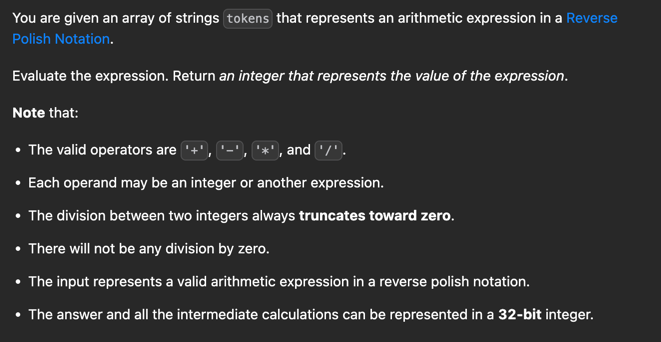 You are given an array of strings tokens that represents an arithmetic expression in a Reverse
Polish Notation.
Evaluate the expression. Return an integer that represents the value of the expression.
Note that:
• The valid operators are '+', '-', '*', and '/'.
• Each operand may be an integer or another expression.
• The division between two integers always truncates toward zero.
• There will not be any division by zero.
• The input represents a valid arithmetic expression in a reverse polish notation.
• The answer and all the intermediate calculations can be represented in a 32-bit integer.